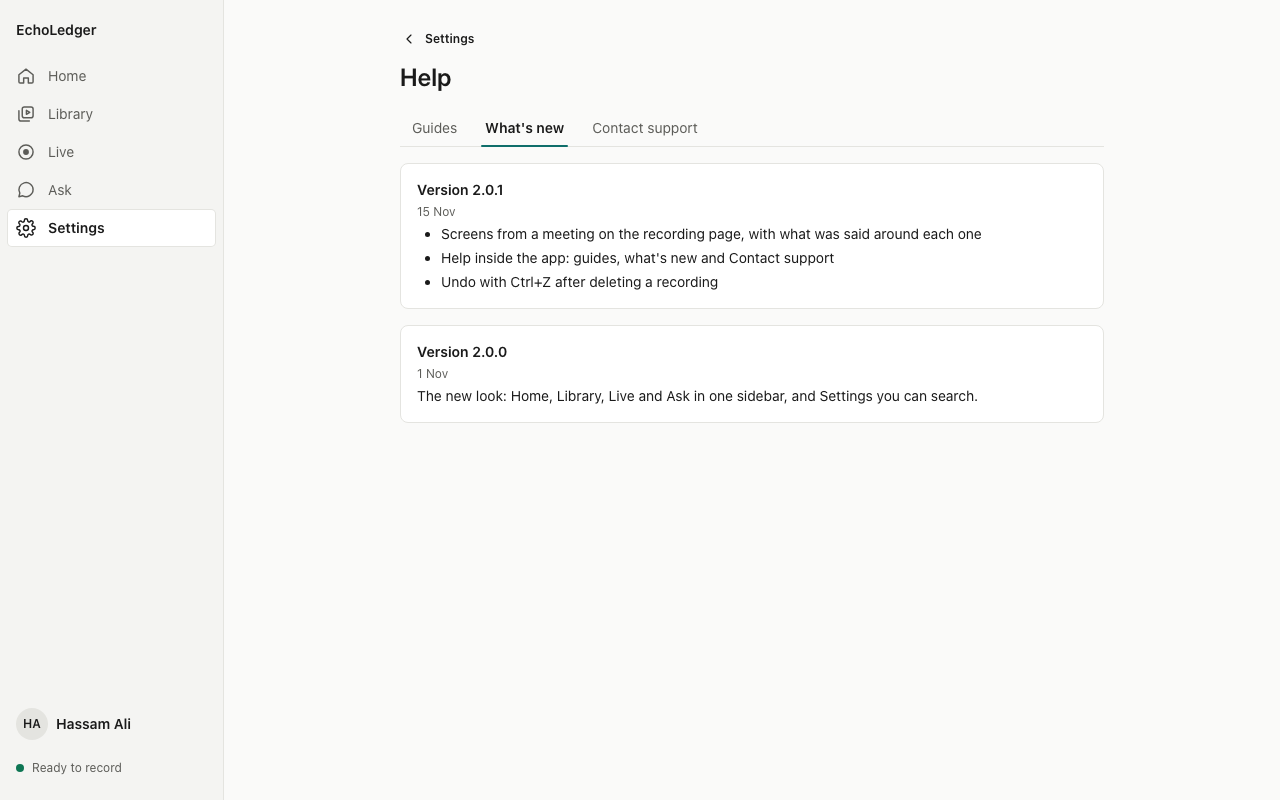 EchoLedger
Home
Library
Live
Ask
Settings
HA
Hassam Ali
Ready to record
Settings
Help
Guides
What's new
Contact support
Version 2.0.1
15 Nov
Screens from a meeting on the recording page, with what was said around each one
Help inside the app: guides, what's new and Contact support
Undo with Ctrl+Z after deleting a recording
Version 2.0.0
1 Nov
The new look: Home, Library, Live and Ask in one sidebar, and Settings you can search.